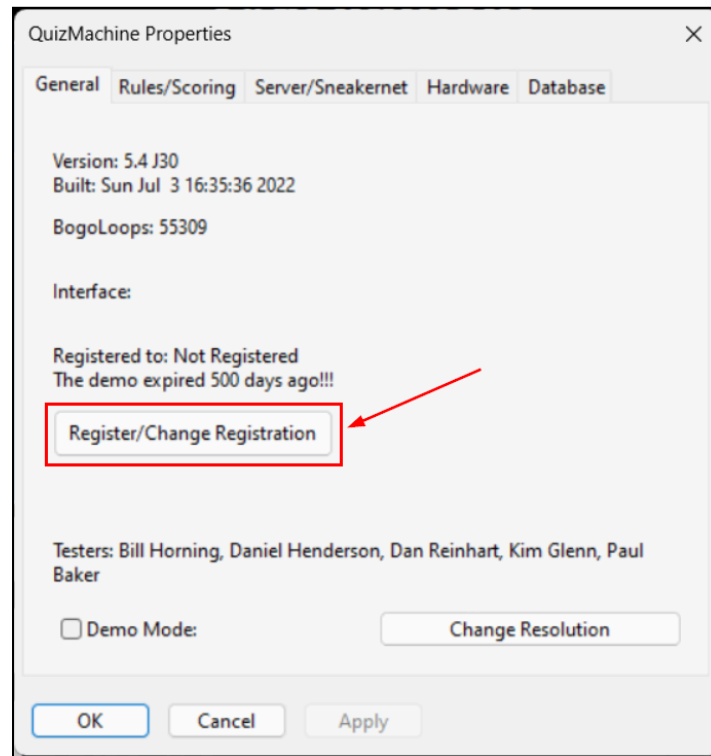 QuizMachine Properties
General Rules/Scoring Server/Sneakernet Hardware Database
Version: 5.4 J30
Built: Sun Jul  3 16:35:36 2022
BogoLoops: 55309
Interface:
Registered to: Not Registered
The demo expired 500 days ago!!!
Register/Change Registration
Testers: Bill Horning, Daniel Henderson, Dan Reinhart, Kim Glenn, Paul
Baker
Demo Mode: Change Resolution
OK Cancel Apply